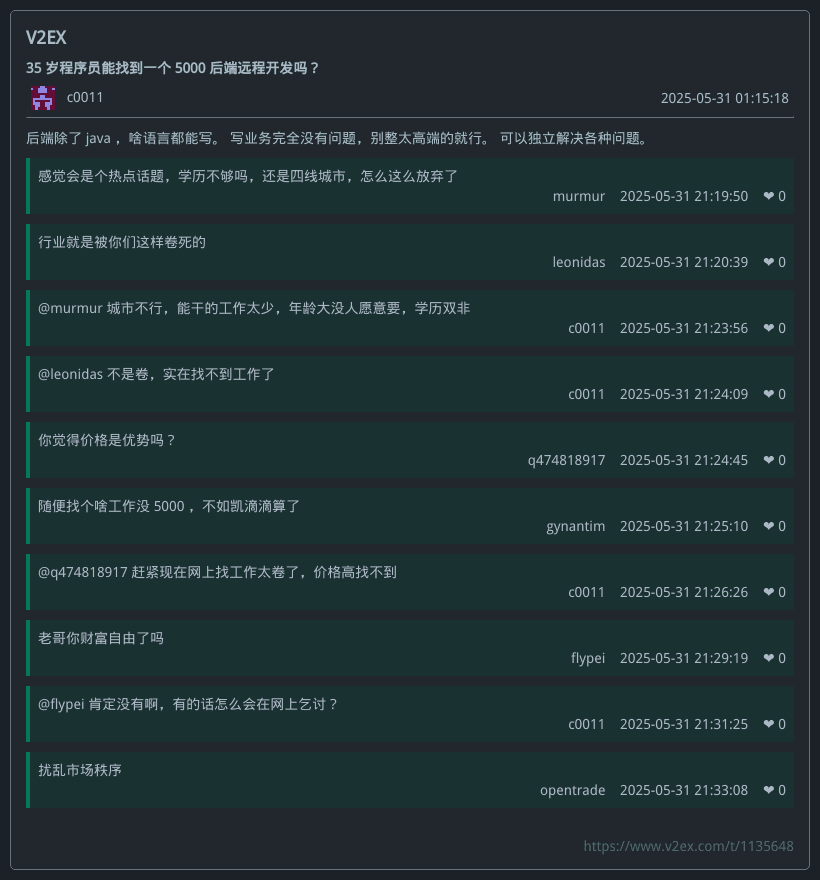 V2EX
35 岁程序员能找到一个 5000 后端远程开发吗？
c0011 2025-05-31 01:15:18
后端除了 java ，啥语言都能写。 写业务完全没有问题，别整太高端的就行。 可以独立解决各种问题。
感觉会是个热点话题，学历不够吗，还是四线城市，怎么这么放弃了
murmur 2025-05-31 21:19:50 ❤ 0
行业就是被你们这样卷死的
leonidas 2025-05-31 21:20:39 ❤ 0
@murmur 城市不行，能干的工作太少，年龄大没人愿意要，学历双非
c0011 2025-05-31 21:23:56 ❤ 0
@leonidas 不是卷，实在找不到工作了
c0011 2025-05-31 21:24:09 ❤ 0
你觉得价格是优势吗？
q474818917 2025-05-31 21:24:45 ❤ 0
随便找个啥工作没 5000 ，不如凯滴滴算了
gynantim 2025-05-31 21:25:10 ❤ 0
@q474818917 赶紧现在网上找工作太卷了，价格高找不到
c0011 2025-05-31 21:26:26 ❤ 0
老哥你财富自由了吗
flypei 2025-05-31 21:29:19 ❤ 0
@flypei 肯定没有啊，有的话怎么会在网上乞讨？
c0011 2025-05-31 21:31:25 ❤ 0
扰乱市场秩序
opentrade 2025-05-31 21:33:08 ❤ 0
https://www.v2ex.com/t/1135648